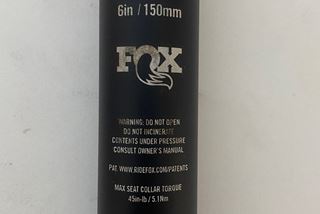 6in / 150mm
FOX
WARNING: DO NOT OPEN
DO NOT INCINERATE
CONTENTS UNDER PRESSURE
CONSULT OWNER'S MANUAL
PAT. WWW.RIDEFOX.COM/PATENTS
MAX SEAT COLLAR TORQUE
45in-lb / 5.1Nm